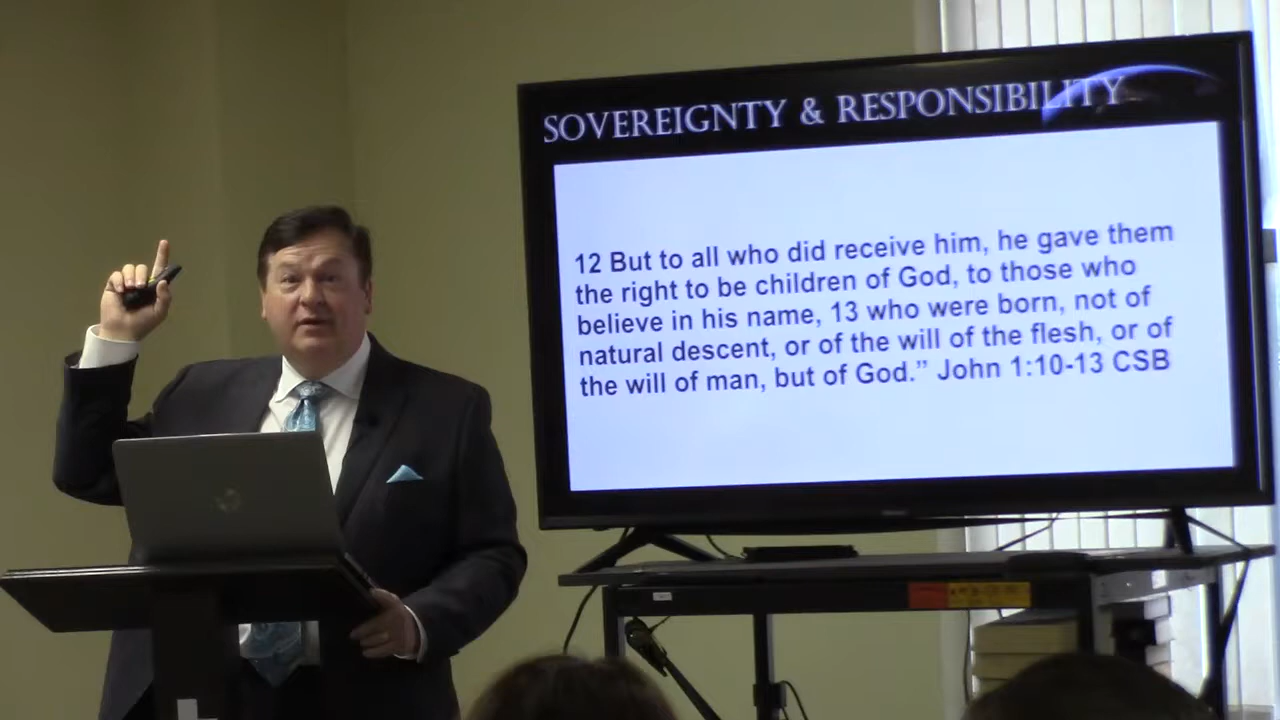 SOVEREIGNTY & RESPONSIBILITY
12 But to all who did receive him, he gave them
the right to be children of God, to those who
believe in his name, 13 who were born, not of
natural descent, or of the will of the flesh, or of
the will of man, but of God.” John 1:10-13 CSB